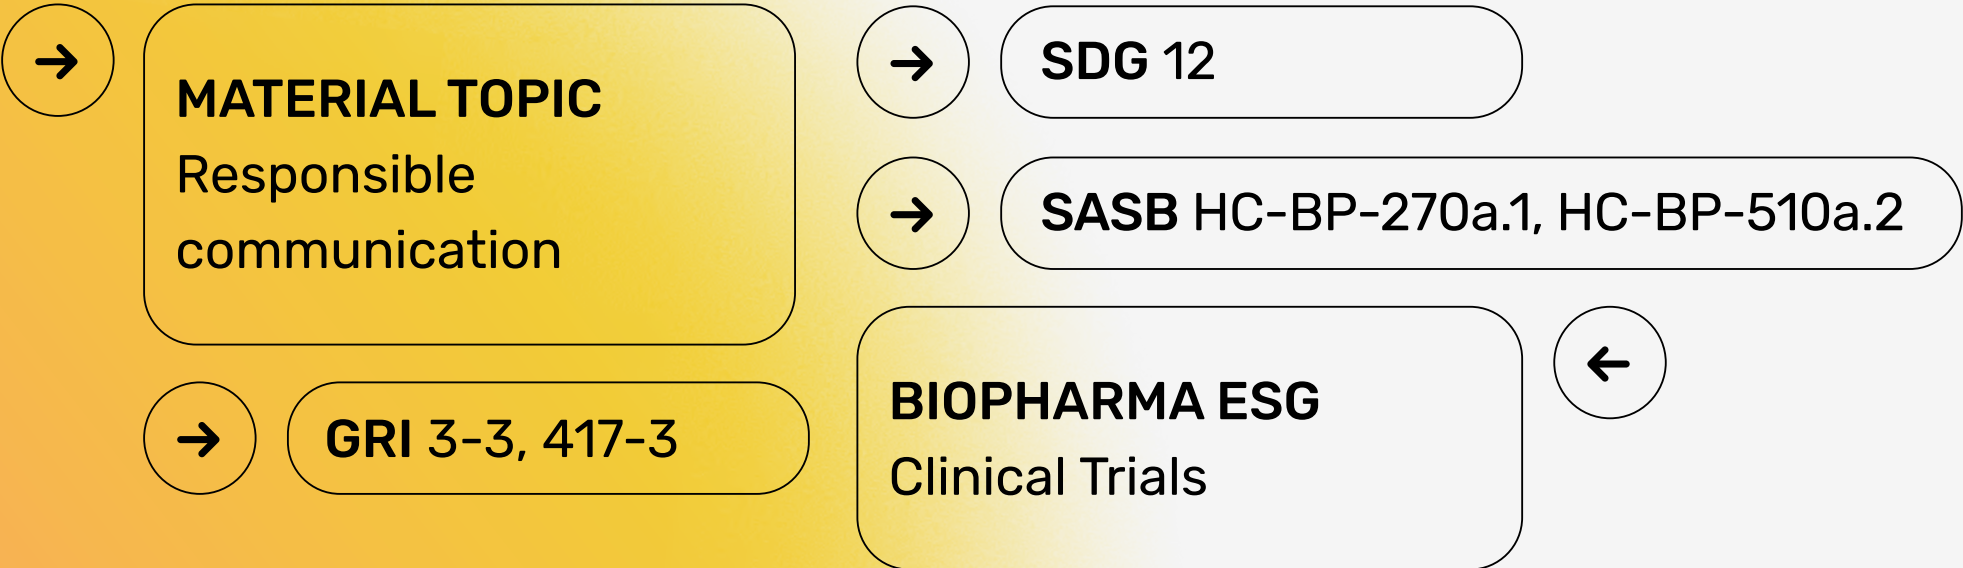 MATERIAL TOPIC
Responsible
communication
GRI 3-3, 417-3
SDG 12
SASB HC-BP-270a.1, HC-BP-510a.2
BIOPHARMA ESG
Clinical Trials